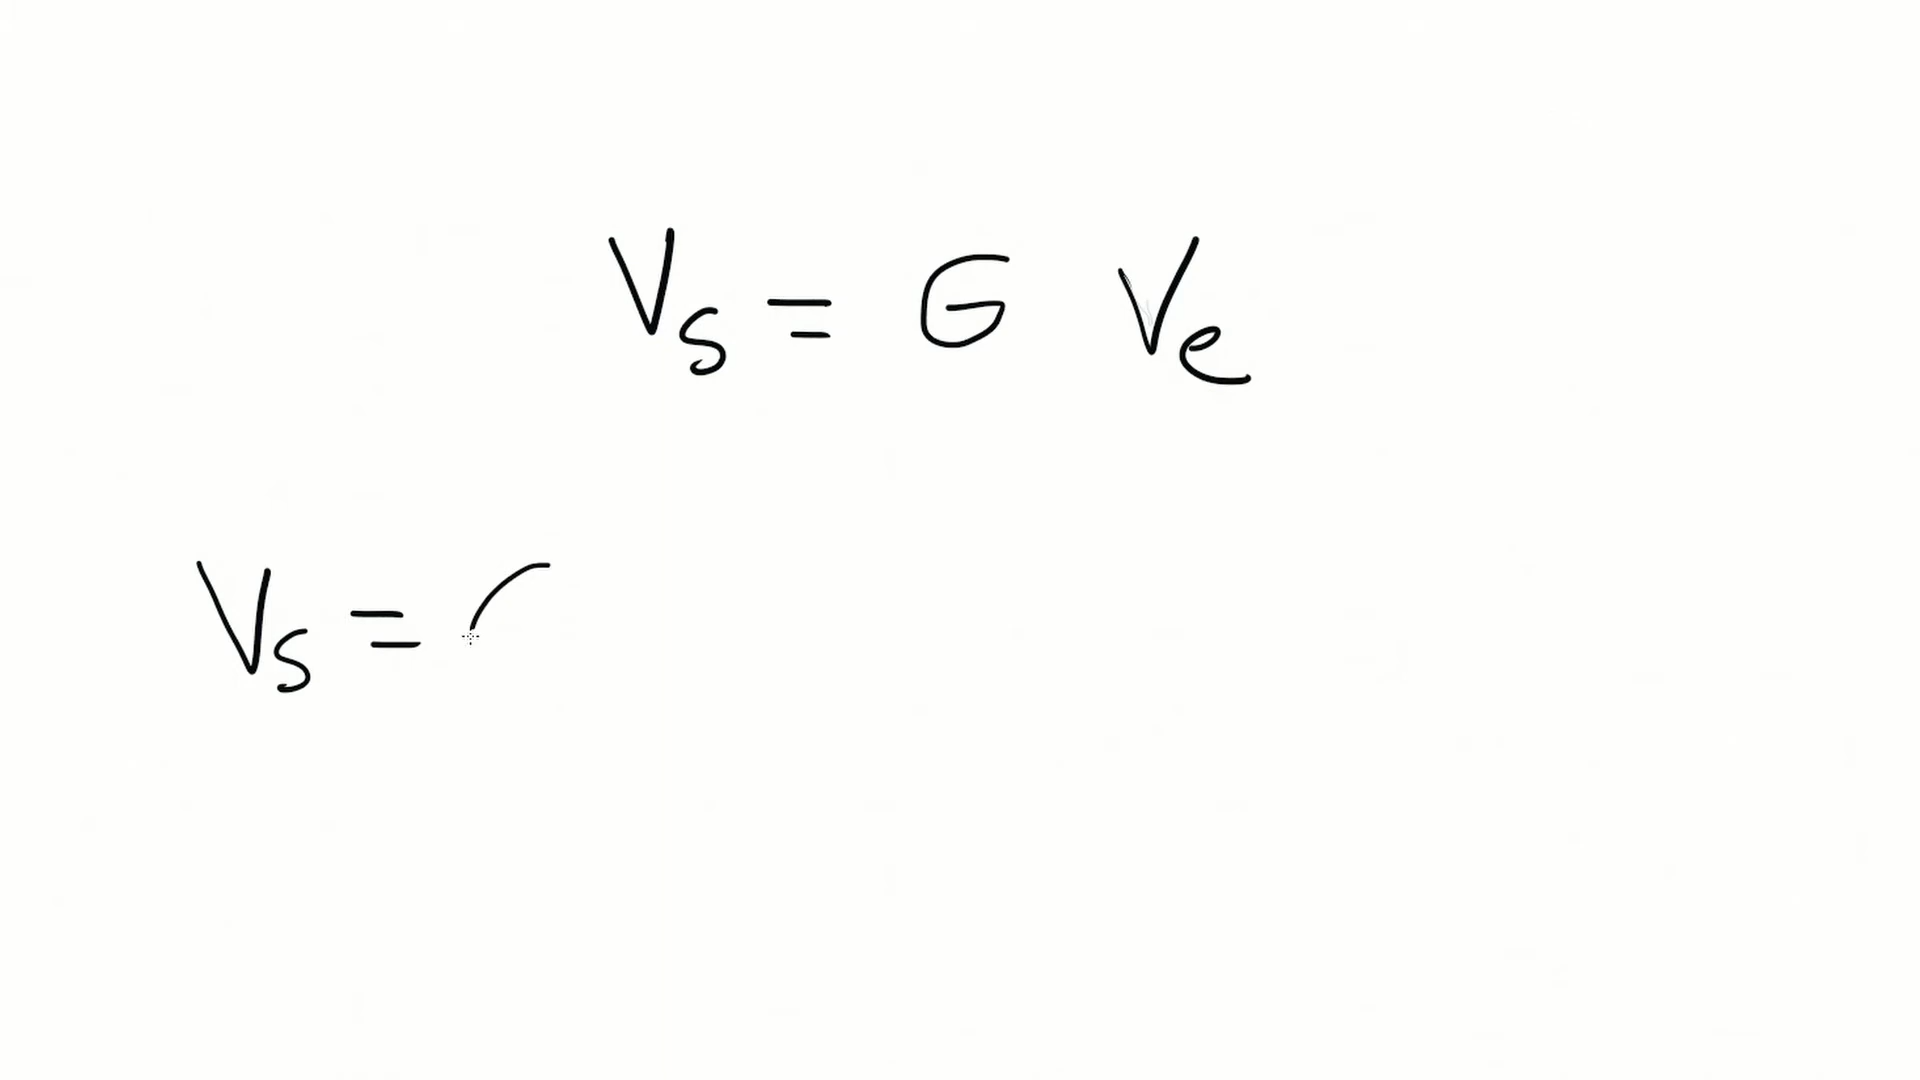 Vs = G Ve
Vs =